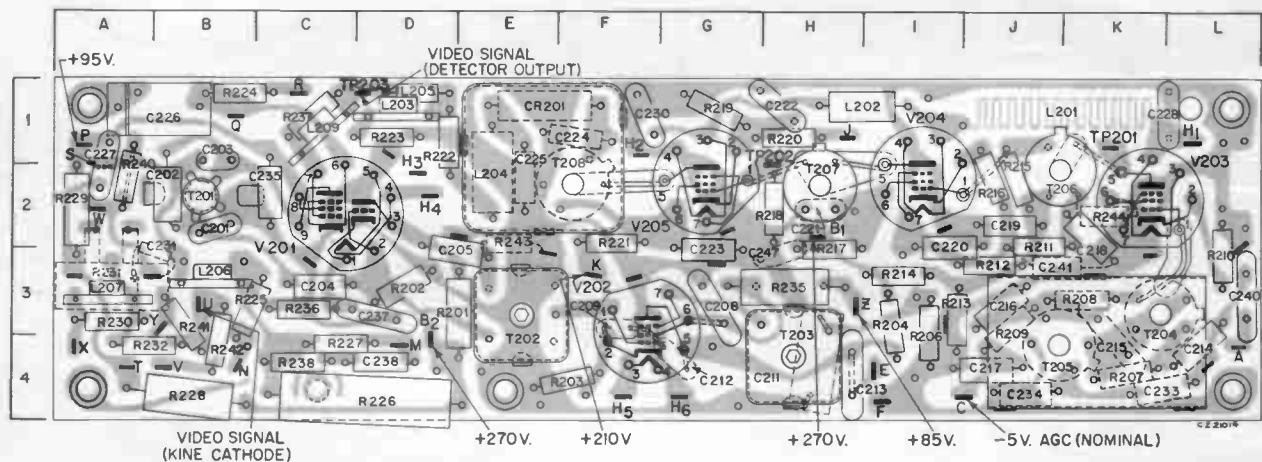 A B C D E F G H I J K L
+95V.
VIDEO SIGNAL
(DETECTOR OUTPUT)
1
2
3
4
R224 R TP203 L205
C226 Q R237 L209 L203 R223 R222
P S C227 R240 C203 H3
C202 T201 C235
R229 W C201 H4
V201
C231 L206
R231 L207 C204 R202 C205
U R225 R236 C237 B2 R201
R230 Y R241
X R232 R242 Z R227 M
T V N R238 C238
R228 R226
CR201 C224 C230 R219 C222 L202 V204 L201 C228 H1
H2 R220 J TP201 V203
L204 C225 T208 T207 R215 T206
R216
R218 R244
V205 C221 B1 C219 C218
R243 R221 C223 C247 R217 C220 R211 R210
K R212 C241
V202 R235 R214
C209 C208 Z R213 C216 R208 C240
T202 T203 R204 R206 R209 T204
C215 C214 A
C212 C211 E C217 T205 R207
R203 C213
H5 H6 F C C234 C233
CZ21014
VIDEO SIGNAL
(KINE CATHODE)
+270V.
+210V
+270V.
+85V.
-5V. AGC (NOMINAL)